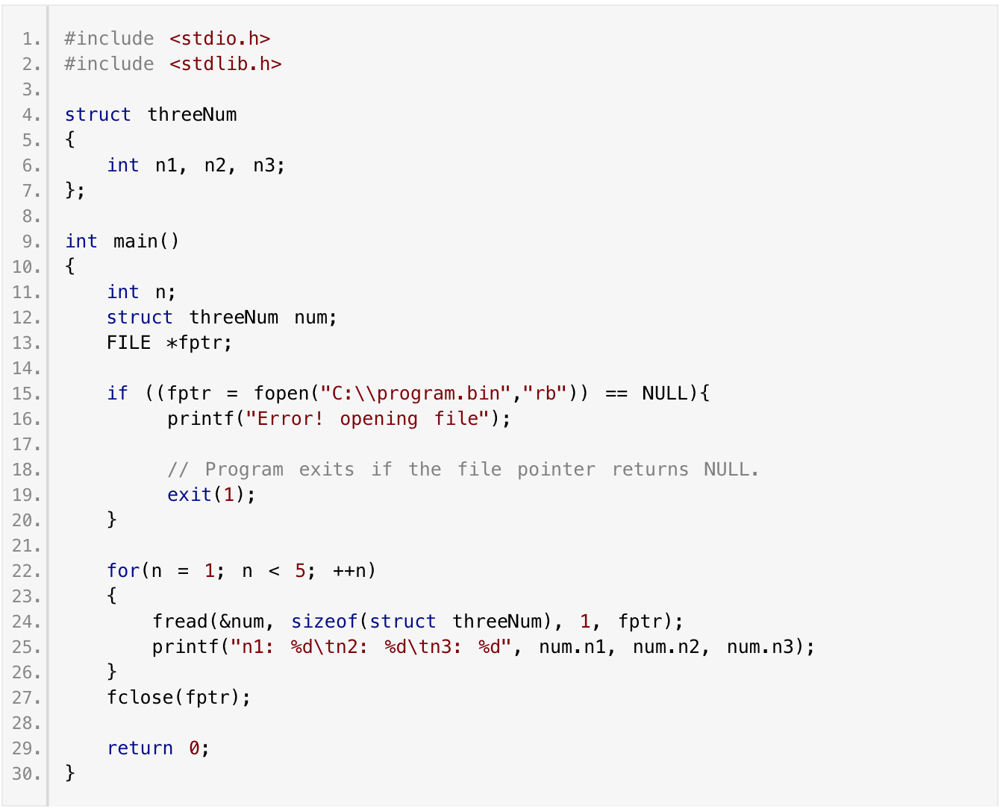 1. #include <stdio.h>
2. #include <stdlib.h>
3.
4. struct threeNum
5. {
6.     int n1, n2, n3;
7. };
8.
9. int main()
10. {
11.     int n;
12.     struct threeNum num;
13.     FILE *fptr;
14.
15.     if ((fptr = fopen("C:\\program.bin","rb")) == NULL){
16.         printf("Error! opening file");
17.
18.         // Program exits if the file pointer returns NULL.
19.         exit(1);
20.     }
21.
22.     for(n = 1; n < 5; ++n)
23.     {
24.         fread(&num, sizeof(struct threeNum), 1, fptr);
25.         printf("n1: %d\tn2: %d\tn3: %d", num.n1, num.n2, num.n3);
26.     }
27.     fclose(fptr);
28.
29.     return 0;
30. }